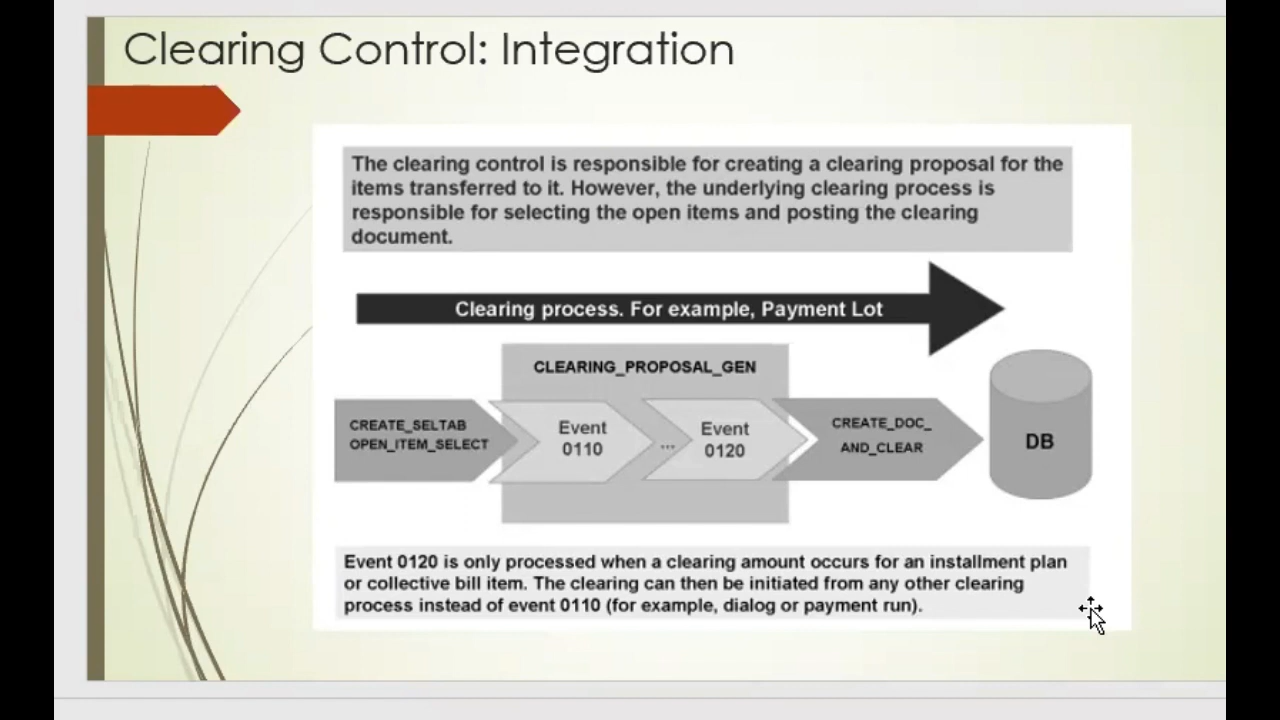 Clearing Control: Integration
The clearing control is responsible for creating a clearing proposal for the
items transferred to it. However, the underlying clearing process is
responsible for selecting the open items and posting the clearing
document.
Clearing process. For example, Payment Lot
CLEARING_PROPOSAL_GEN
CREATE_SELTAB
OPEN_ITEM_SELECT
Event
0110
...
Event
0120
CREATE_DOC_
AND_CLEAR
DB
Event 0120 is only processed when a clearing amount occurs for an installment plan
or collective bill item. The clearing can then be initiated from any other clearing
process instead of event 0110 (for example, dialog or payment run).